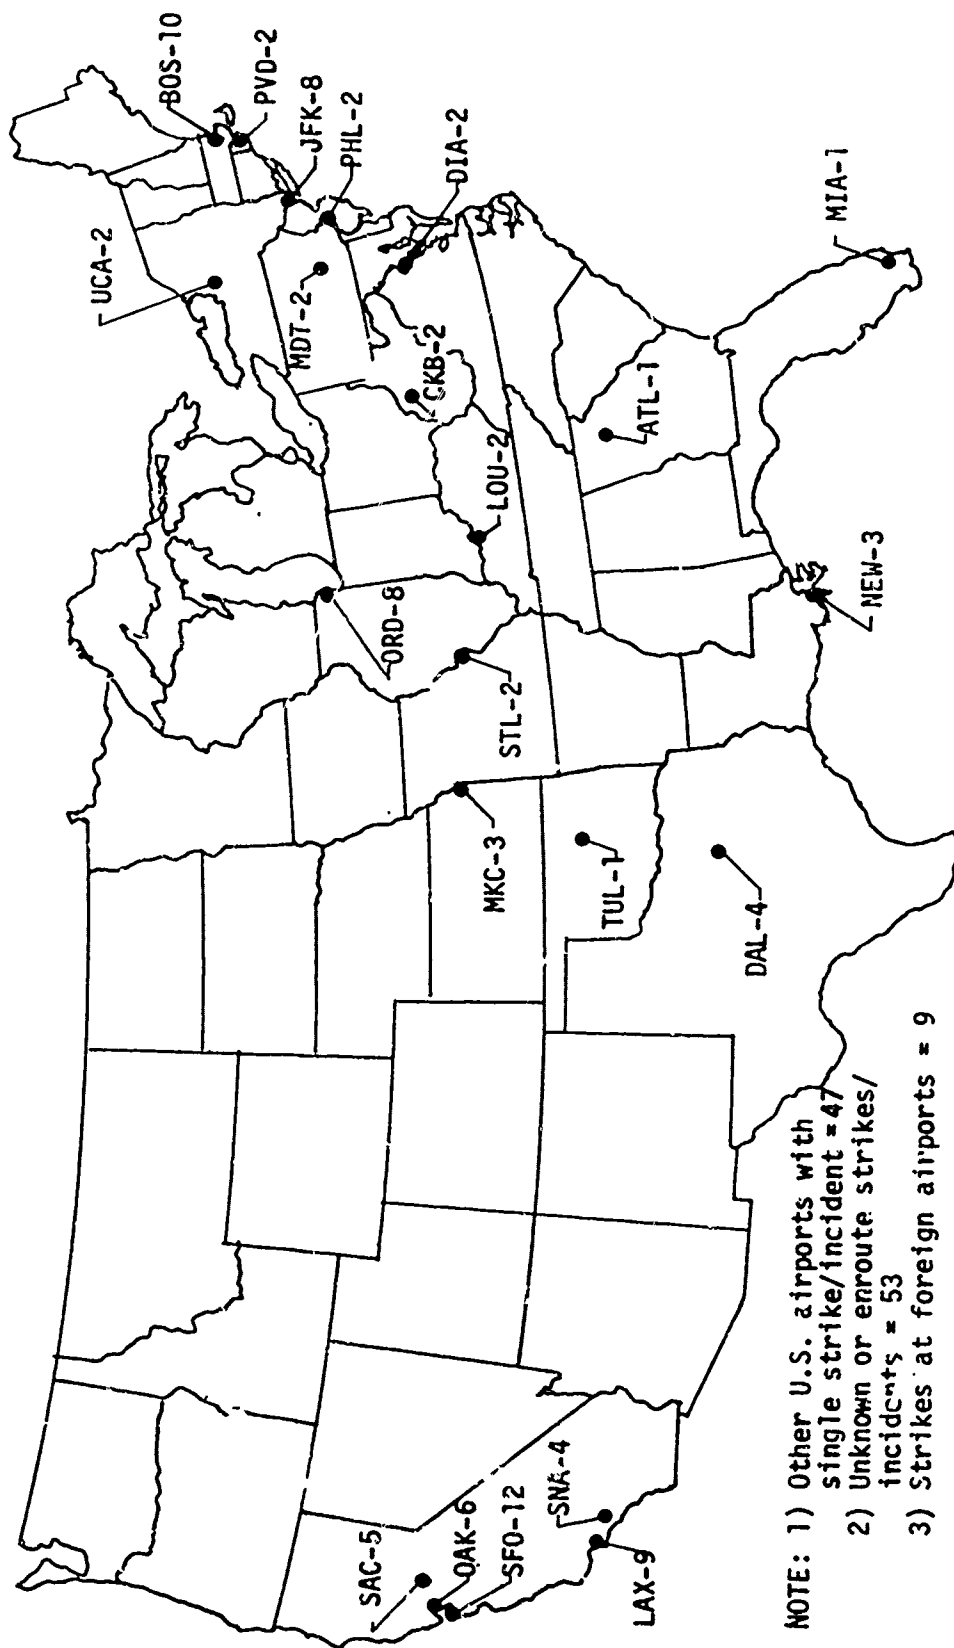 BOS-10
PVD-2
JFK-8
PHL-2
DIA-2
UCA-2
MDT-2
CKB-2
LOU-2
ATL-1
MIA-1
ORD-8
STL-2
NEW-3
MKC-3
TUL-1
DAL-4
SAC-5
OAK-6
SFO-12
SNA-4
LAX-9
NOTE: 1) Other U.S. airports with
single strike/incident = 47
2) Unknown or enroute strikes/
incidents = 53
3) Strikes at foreign airports = 9